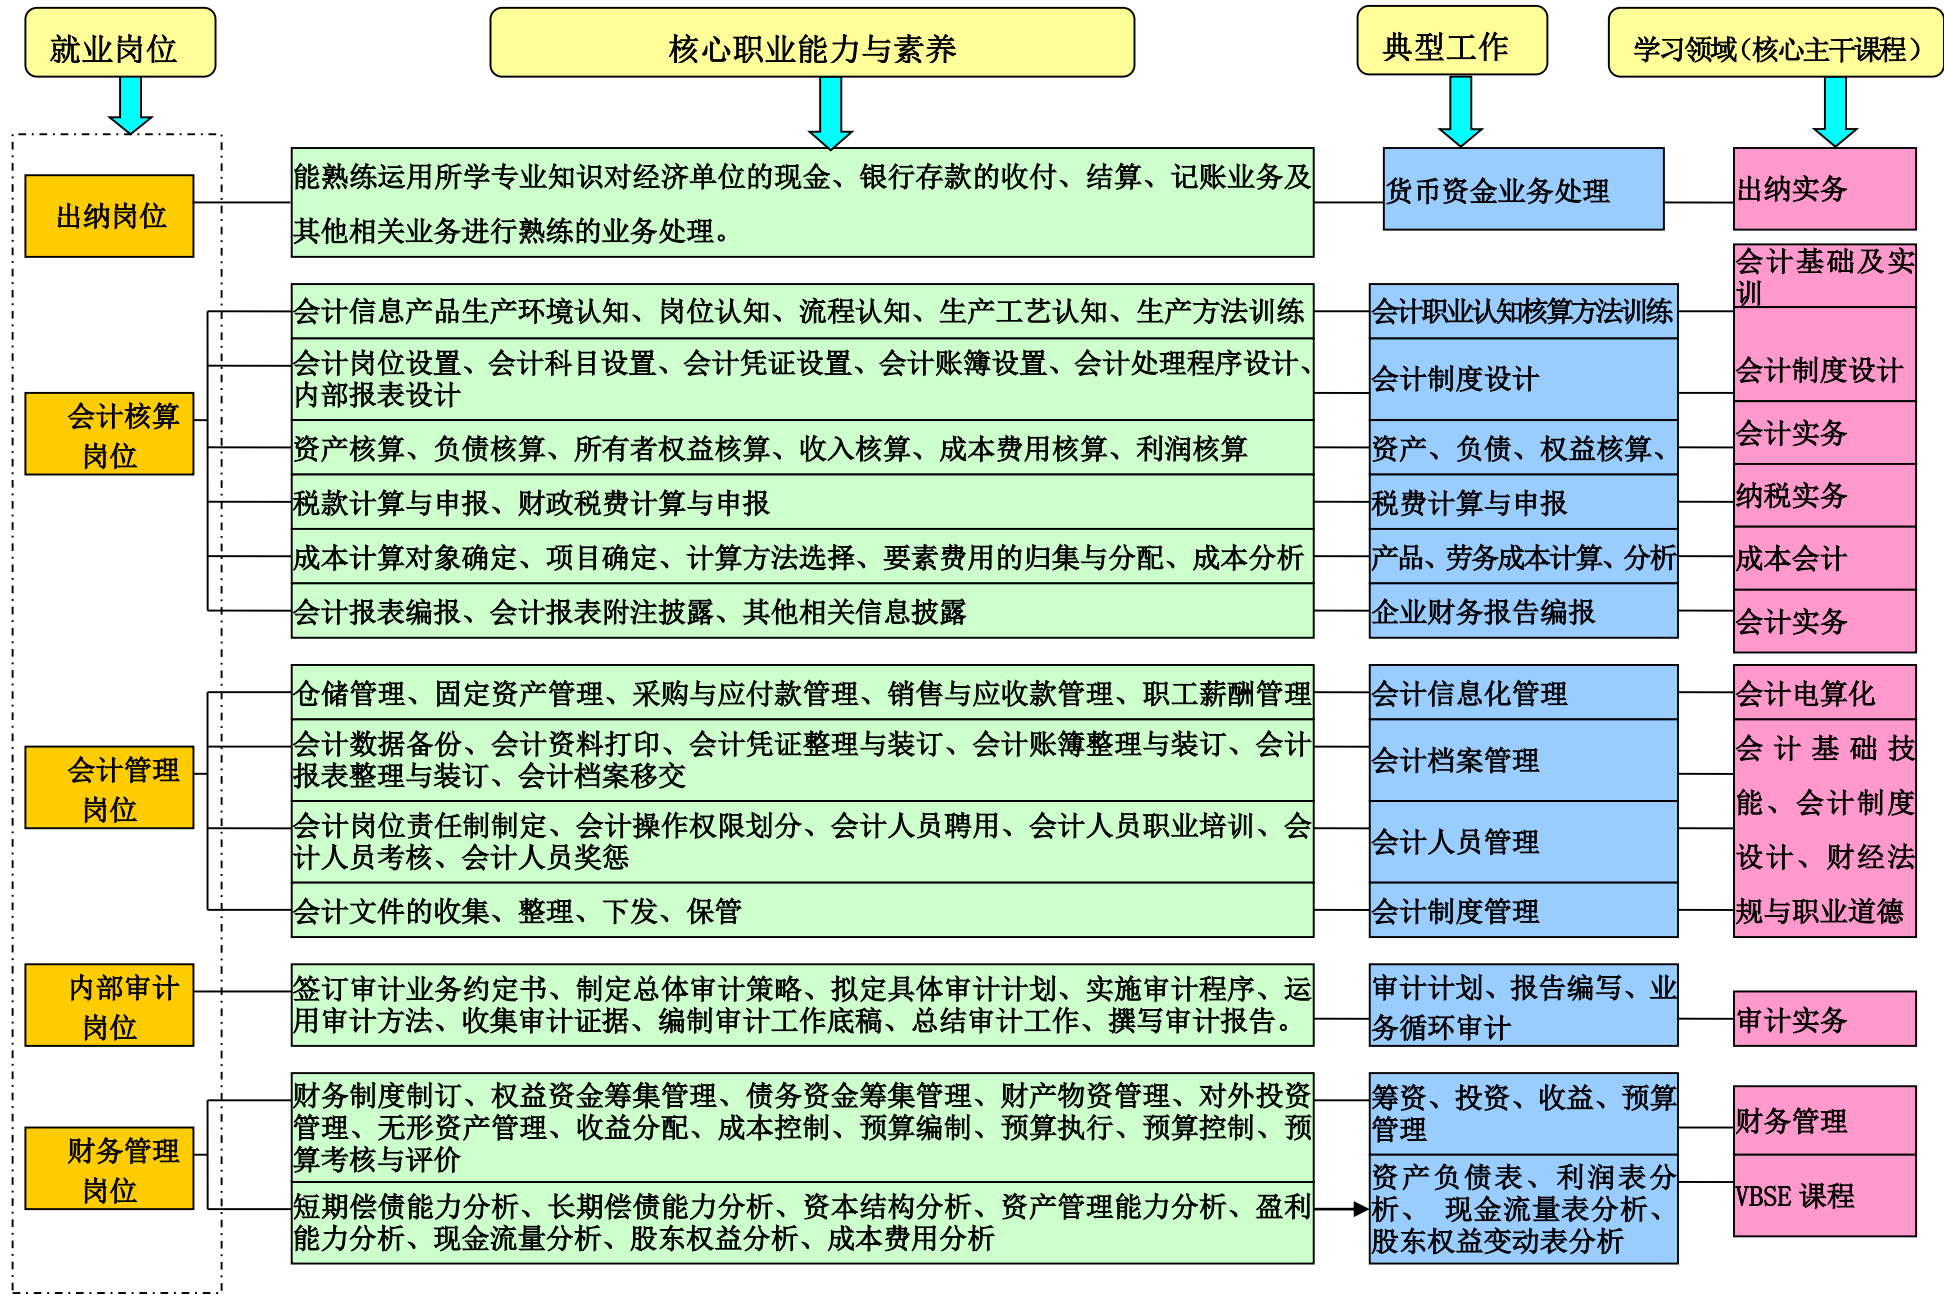 就业岗位
核心职业能力与素养
典型工作
学习领域（核心主干课程）
出纳岗位
能熟练运用所学专业知识对经济单位的现金、银行存款的收付、结算、记账业务及
其他相关业务进行熟练的业务处理。
货币资金业务处理
出纳实务
会计核算
岗位
会计信息产品生产环境认知、岗位认知、流程认知、生产工艺认知、生产方法训练
会计职业认知核算方法训练
会计基础及实
训
会计岗位设置、会计科目设置、会计凭证设置、会计账簿设置、会计处理程序设计、
内部报表设计
会计制度设计
会计制度设计
资产核算、负债核算、所有者权益核算、收入核算、成本费用核算、利润核算
资产、负债、权益核算、
会计实务
税款计算与申报、财政税费计算与申报
税费计算与申报
纳税实务
成本计算对象确定、项目确定、计算方法选择、要素费用的归集与分配、成本分析
产品、劳务成本计算、分析
成本会计
会计报表编报、会计报表附注披露、其他相关信息披露
企业财务报告编报
会计实务
会计管理
岗位
仓储管理、固定资产管理、采购与应付款管理、销售与应收款管理、职工薪酬管理
会计信息化管理
会计电算化
会计数据备份、会计资料打印、会计凭证整理与装订、会计账簿整理与装订、会计
报表整理与装订、会计档案移交
会计档案管理
会计岗位责任制制定、会计操作权限划分、会计人员聘用、会计人员职业培训、会
计人员考核、会计人员奖惩
会计人员管理
会计文件的收集、整理、下发、保管
会计制度管理
会计基础技
能、会计制度
设计、财经法
规与职业道德
内部审计
岗位
签订审计业务约定书、制定总体审计策略、拟定具体审计计划、实施审计程序、运
用审计方法、收集审计证据、编制审计工作底稿、总结审计工作、撰写审计报告。
审计计划、报告编写、业
务循环审计
审计实务
财务管理
岗位
财务制度制订、权益资金筹集管理、债务资金筹集管理、财产物资管理、对外投资
管理、无形资产管理、收益分配、成本控制、预算编制、预算执行、预算控制、预
算考核与评价
筹资、投资、收益、预算
管理
财务管理
短期偿债能力分析、长期偿债能力分析、资本结构分析、资产管理能力分析、盈利
能力分析、现金流量分析、股东权益分析、成本费用分析
资产负债表、利润表分
析、 现金流量表分析、
股东权益变动表分析
VBSE 课程